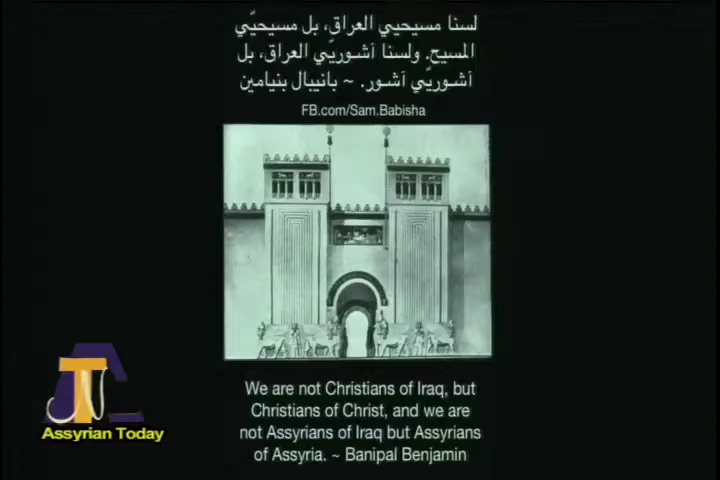 لسنا مسيحيي العراق، بل مسيحيّي
المسيح. ولسنا آشوريّي العراق، بل
آشوريّي آشور. ~ بانيبال بنيامين
FB.com/Sam.Babisha
We are not Christians of Iraq, but
Christians of Christ, and we are
not Assyrians of Iraq but Assyrians
of Assyria. ~ Banipal Benjamin
Assyrian Today